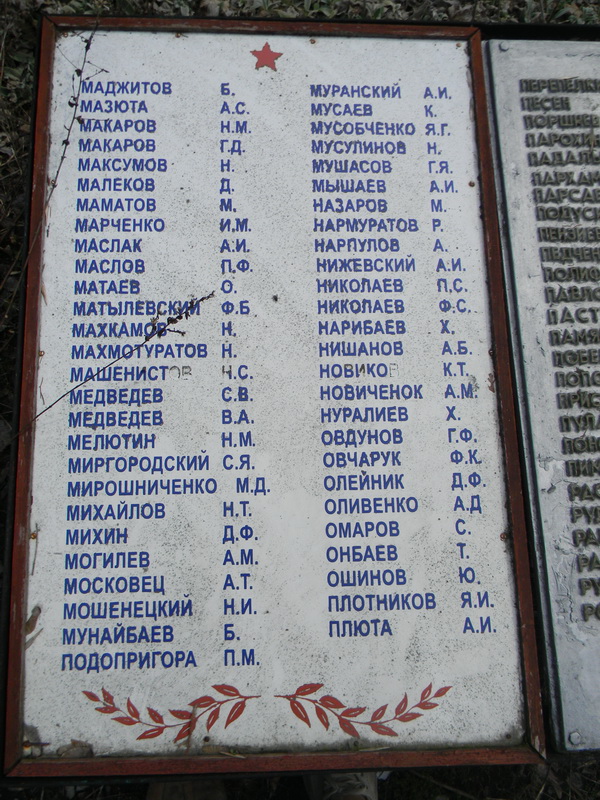 МАДЖИТОВ Б.
МАЗЮТА А.С.
МАКАРОВ Н.М.
МАКАРОВ Г.Д.
МАКСУМОВ Н.
МАЛЕКОВ Д.
МАМАТОВ М.
МАРЧЕНКО И.М.
МАСЛАК А.И.
МАСЛОВ П.Ф.
МАТАЕВ О.
МАТЫЛЕВСКИЙ Ф.Б
МАХКАМОВ Н.
МАХМОТУРАТОВ Н.
МАШЕНИСТОВ Н.С.
МЕДВЕДЕВ С.В.
МЕДВЕДЕВ В.А.
МЕЛЮТИН Н.М.
МИРГОРОДСКИЙ С.Я.
МИРОШНИЧЕНКО М.Д.
МИХАЙЛОВ Н.Т.
МИХИН Д.Ф.
МОГИЛЕВ А.М.
МОСКОВЕЦ А.Т.
МОШЕНЕЦКИЙ Н.И.
МУНАЙБАЕВ Б.
ПОДОПРИГОРА П.М.
МУРАНСКИЙ А.И.
МУСАЕВ К.
МУСОБЧЕНКО Я.Г.
МУСУЛИНОВ Н.
МУШАСОВ Г.Я.
МЫШАЕВ А.И.
НАЗАРОВ М.
НАРМУРАТОВ Р.
НАРПУЛОВ А.
НИЖЕВСКИЙ А.И.
НИКОЛАЕВ П.С.
НИКОЛАЕВ Ф.С.
НАРИБАЕВ Х.
НИШАНОВ А.Б.
НОВИКОВ К.Т.
НОВИЧЕНОК А.М.
НУРАЛИЕВ Х.
ОВДУНОВ Г.Ф.
ОВЧАРУК Ф.К.
ОЛЕЙНИК Д.Ф.
ОЛИВЕНКО А.Д
ОМАРОВ С.
ОНБАЕВ Т.
ОШИНОВ Ю.
ПЛОТНИКОВ Я.И.
ПЛЮТА А.И.
ПЕСЕН